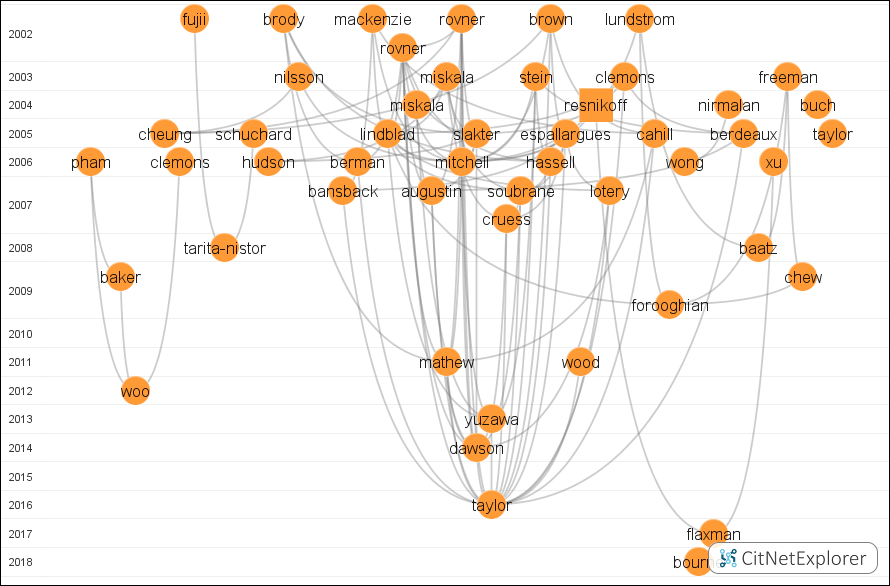 fujii brody mackenzie rovner brown lundstrom
2002
rovner
2003 nilsson miskala stein clemons freeman
2004 miskala resnikoff nirmalan buch
2005 cheung schuchard lindblad slakter espallargues cahill berdeaux taylor
2006 pham clemons hudson berman mitchell hassell wong xu
bansback augustin soubrane lotery
2007
cruess
2008 tarita-nistor baatz
baker chew
2009
forooghian
2010
2011 mathew wood
2012 woo
2013 yuzawa
2014 dawson
2015
2016 taylor
2017 flaxman
2018 CitNetExplorer